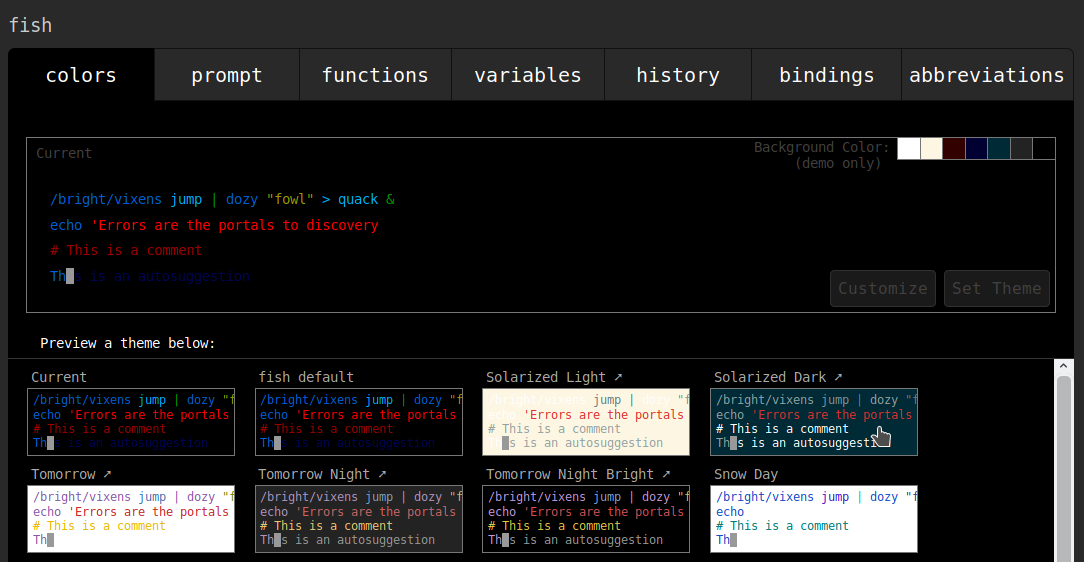 fish
colors prompt functions variables history bindings abbreviations
Current
Background Color:
(demo only)
/bright/vixens jump | dozy "fowl" > quack &
echo 'Errors are the portals to discovery
# This is a comment
Th s is an autosuggestion
Customize Set Theme
Preview a theme below:
Current
/bright/vixens jump | dozy "f
echo 'Errors are the portals
# This is a comment
Th s is an autosuggestion
fish default
/bright/vixens jump | dozy "f
echo 'Errors are the portals
# This is a comment
Th s is an autosuggestion
Solarized Light ↗
/bright/vixens jump | dozy "f
echo 'Errors are the portals
# This is a comment
Th s is an autosuggestion
Solarized Dark ↗
/bright/vixens jump | dozy "f
echo 'Errors are the portals
# This is a comment
Th s is an autosuggesti
Tomorrow ↗
/bright/vixens jump | dozy "f
echo 'Errors are the portals
# This is a comment
Th
Tomorrow Night ↗
/bright/vixens jump | dozy "f
echo 'Errors are the portals
# This is a comment
Th s is an autosuggestion
Tomorrow Night Bright ↗
/bright/vixens jump | dozy "f
echo 'Errors are the portals
# This is a comment
Th s is an autosuggestion
Snow Day
/bright/vixens jump | dozy "f
echo
# This is a comment
Th